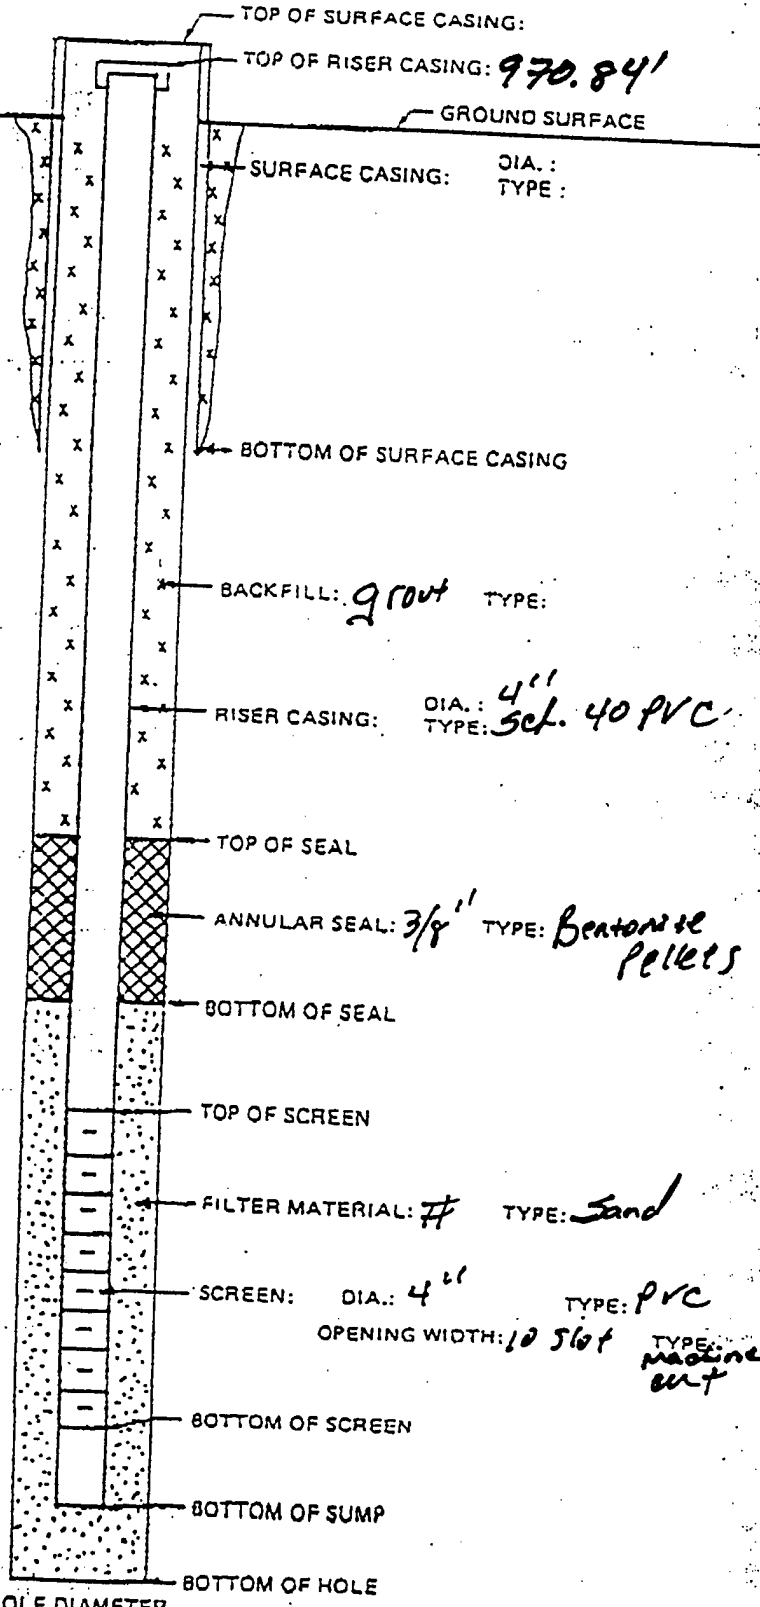 TOP OF SURFACE CASING:
TOP OF RISER CASING: 970.84'
GROUND SURFACE
SURFACE CASING: DIA.:
TYPE:
BOTTOM OF SURFACE CASING
BACKFILL: grout TYPE:
RISER CASING: DIA.: 4"
TYPE: Sch. 40 PVC
TOP OF SEAL
ANNULAR SEAL: 3/8" TYPE: Bentonite
Pellets
BOTTOM OF SEAL
TOP OF SCREEN
FILTER MATERIAL: # TYPE: Sand
SCREEN: DIA.: 4" TYPE: PVC
OPENING WIDTH: 10 Slot TYPE:
machine
cut
BOTTOM OF SCREEN
BOTTOM OF SUMP
BOTTOM OF HOLE
OLE DIAMETER